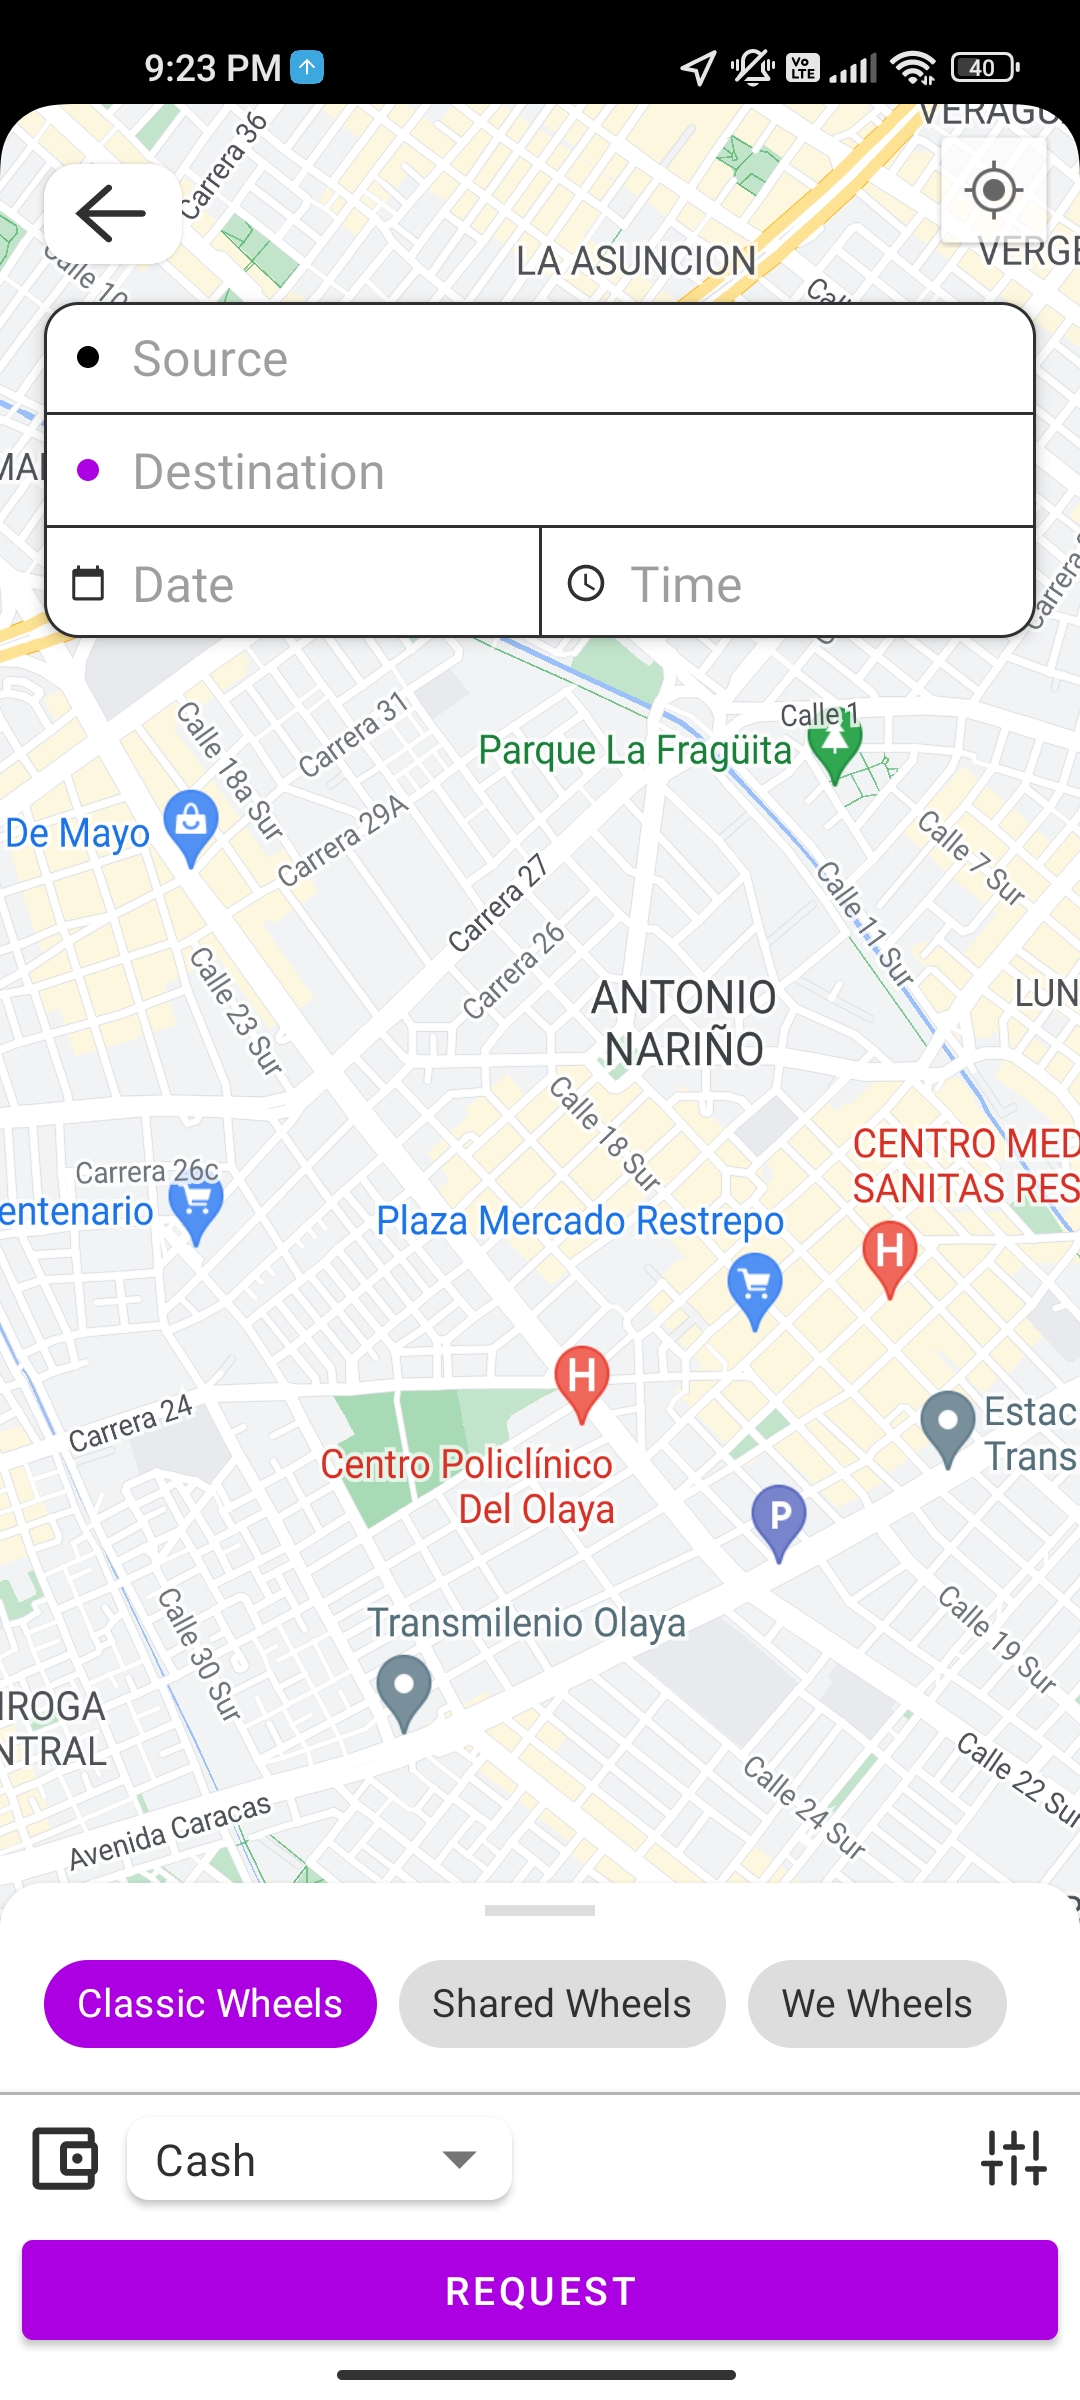 9:23 PM
Vo LTE
40
VERAGU
Carrera 36
LA ASUNCION
VERGE
Calle 10
Source
Destination
Date
Time
Carrera 31
Calle 18a Sur
Calle 1
Parque La Fragüita
De Mayo
Carrera 29A
Calle 7 Sur
Carrera 27
Calle 11 Sur
Carrera 26
Calle 23 Sur
ANTONIO
NARIÑO
LUN
Calle 18 Sur
CENTRO MED
SANITAS RES
Carrera 26c
entenario
Plaza Mercado Restrepo
H
H
Carrera 24
Estac
Trans
Centro Policlínico
Del Olaya
P
Calle 30 Sur
Transmilenio Olaya
Calle 19 Sur
IROGA
NTRAL
Calle 22 Sur
Calle 24 Sur
Avenida Caracas
Classic Wheels
Shared Wheels
We Wheels
Cash
REQUEST